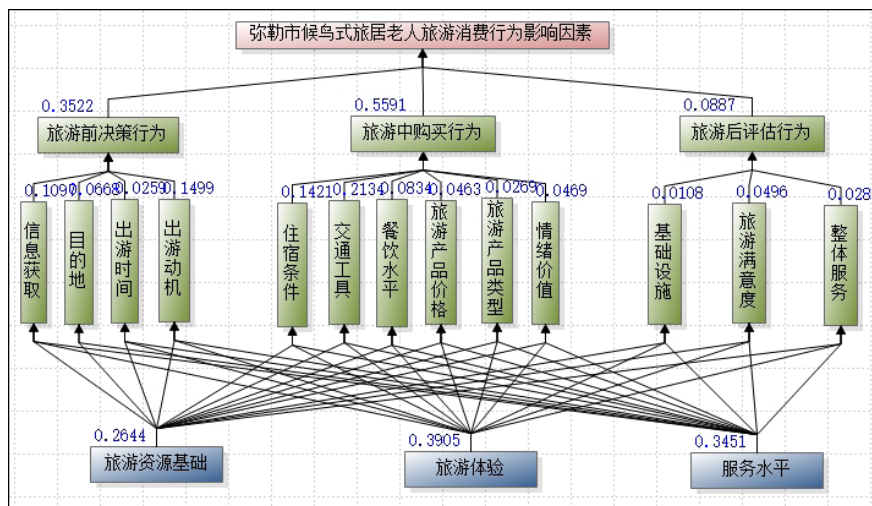 弥勒市候鸟式旅居老人旅游消费行为影响因素
0.3522
0.5591
0.0887
旅游前决策行为
旅游中购买行为
旅游后评估行为
0.1097
0.0668
0.0259
0.1499
0.1421
0.2134
0.0834
0.0463
0.0269
0.0469
0.0108
0.0496
0.028
信息获取
目的地
出游时间
出游动机
住宿条件
交通工具
餐饮水平
旅游产品价格
旅游产品类型
情绪价值
基础设施
旅游满意度
整体服务
0.2644
0.3905
0.3451
旅游资源基础
旅游体验
服务水平